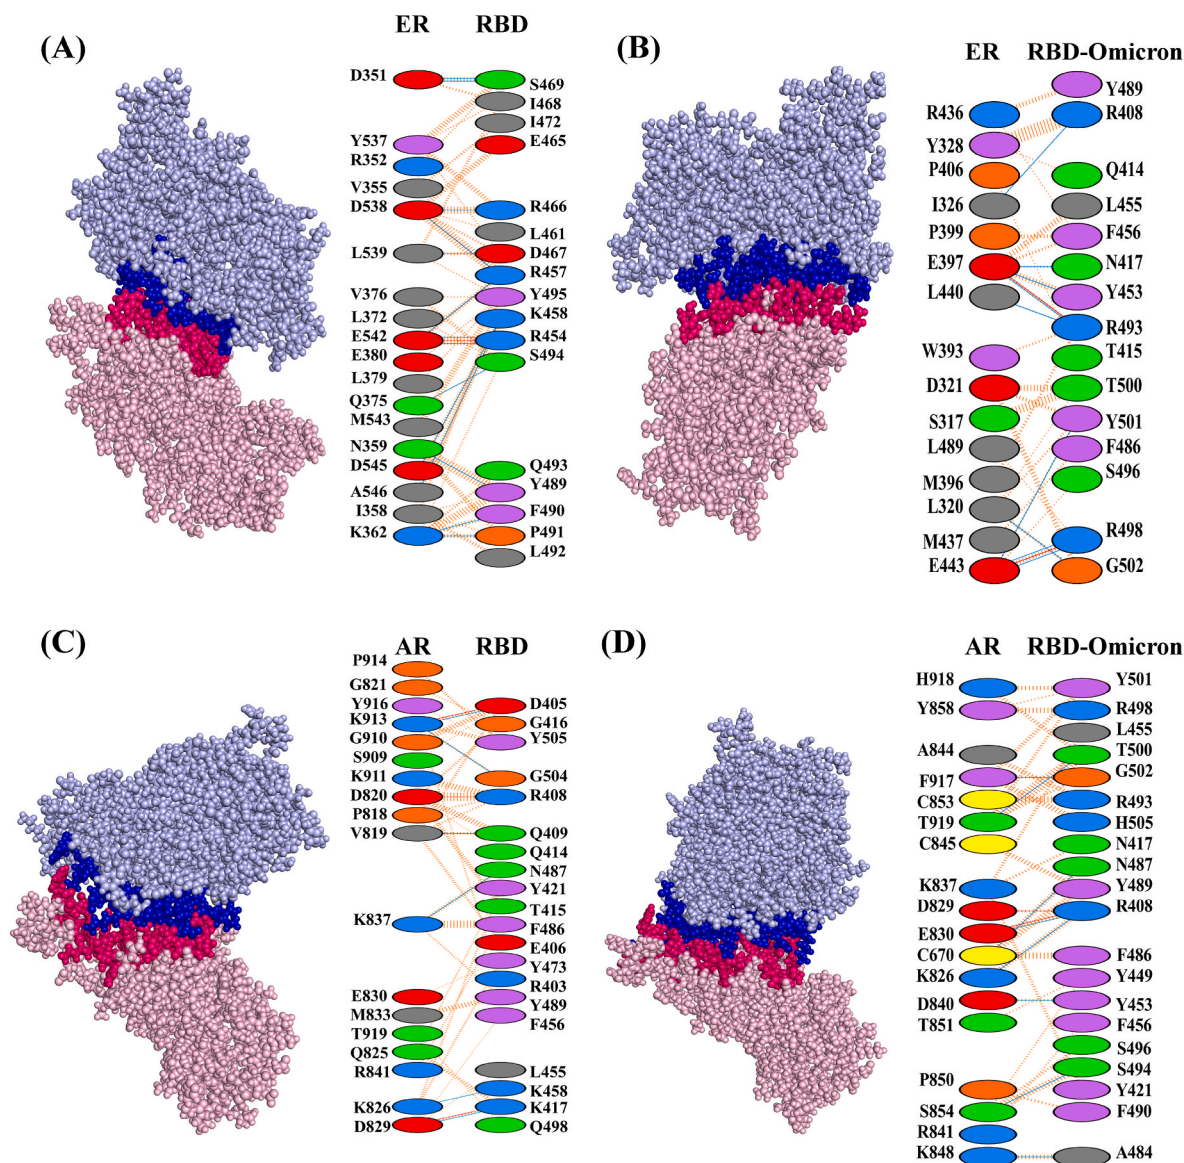 (A)
ER RBD
D351
Y537
R352
V355
D538
L539
V376
L372
E542
E380
L379
Q375
M543
N359
D545
A546
I358
K362
S469
I468
I472
E465
R466
L461
D467
R457
Y495
K458
R454
S494
Q493
Y489
F490
P491
L492
(B)
ER RBD-Omicron
R436
Y328
P406
I326
P399
E397
L440
W393
D321
S317
L489
M396
L320
M437
E443
Y489
R408
Q414
L455
F456
N417
Y453
R493
T415
T500
Y501
F486
S496
R498
G502
(C)
AR RBD
P914
G821
Y916
K913
G910
S909
K911
D820
P818
V819
K837
E830
M833
T919
Q825
R841
K826
D829
D405
G416
Y505
G504
R408
Q409
Q414
N487
Y421
T415
F486
E406
Y473
R403
Y489
F456
L455
K458
K417
Q498
(D)
AR RBD-Omicron
H918
Y858
A844
F917
C853
T919
C845
K837
D829
E830
C670
K826
D840
T851
P850
S854
R841
K848
Y501
R498
L455
T500
G502
R493
H505
N417
N487
Y489
R408
F486
Y449
Y453
F456
S496
S494
Y421
F490
A484